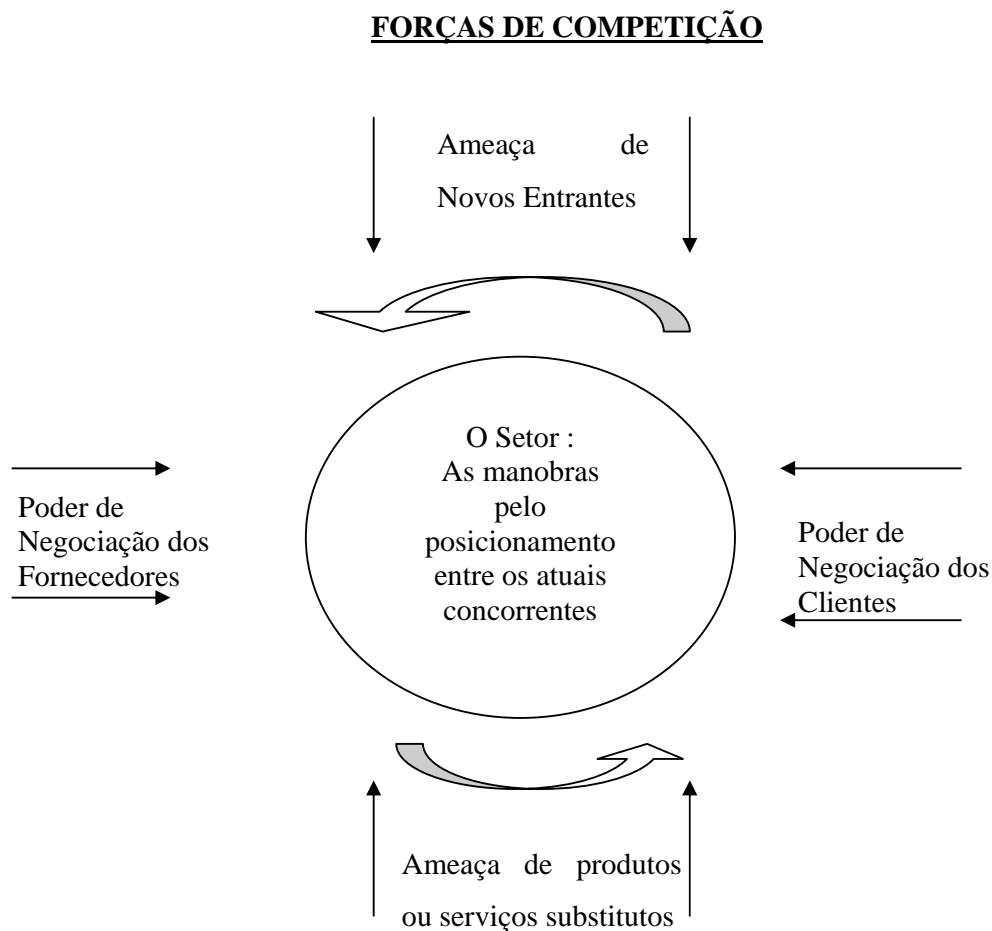 FORÇAS DE COMPETIÇÃO
Ameaça de
Novos Entrantes
O Setor :
As manobras
pelo
posicionamento
entre os atuais
concorrentes
Poder de
Negociação dos
Fornecedores
Poder de
Negociação dos
Clientes
Ameaça de produtos
ou serviços substitutos